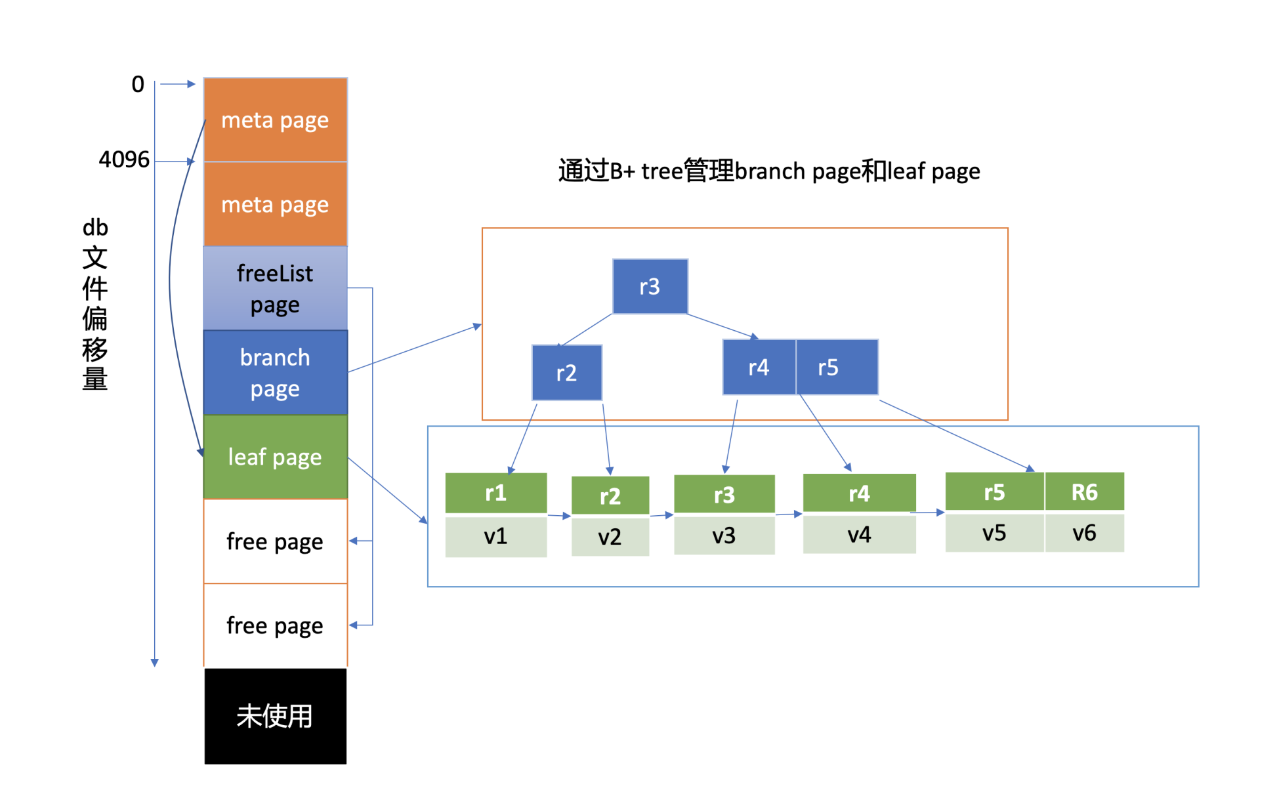 0
meta page
4096
meta page
db
文
件
偏
移
量
freeList
page
branch
page
leaf page
free page
free page
未使用
通过B+ tree管理branch page和leaf page
r3
r2
r4
r5
r1
r2
r3
r4
r5
R6
v1
v2
v3
v4
v5
v6